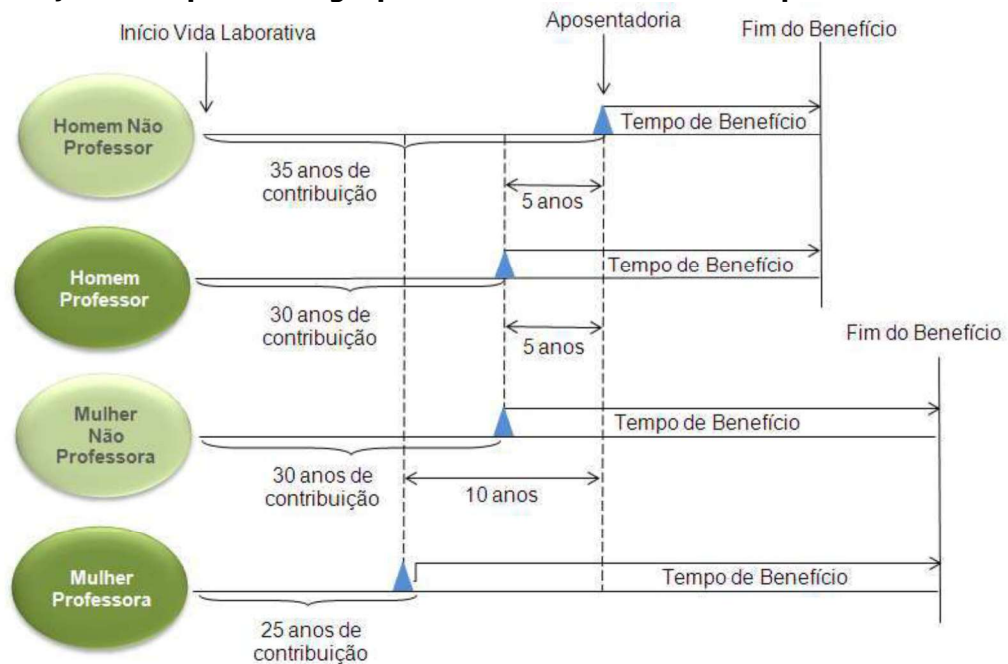 Início Vida Laborativa
Aposentadoria
Fim do Benefício
Homem Não
Professor
Tempo de Benefício
35 anos de
contribuição
5 anos
Homem
Professor
Tempo de Benefício
30 anos de
contribuição
5 anos
Fim do Benefício
Mulher
Não
Professora
Tempo de Benefício
30 anos de
contribuição
10 anos
Mulher
Professora
Tempo de Benefício
25 anos de
contribuição